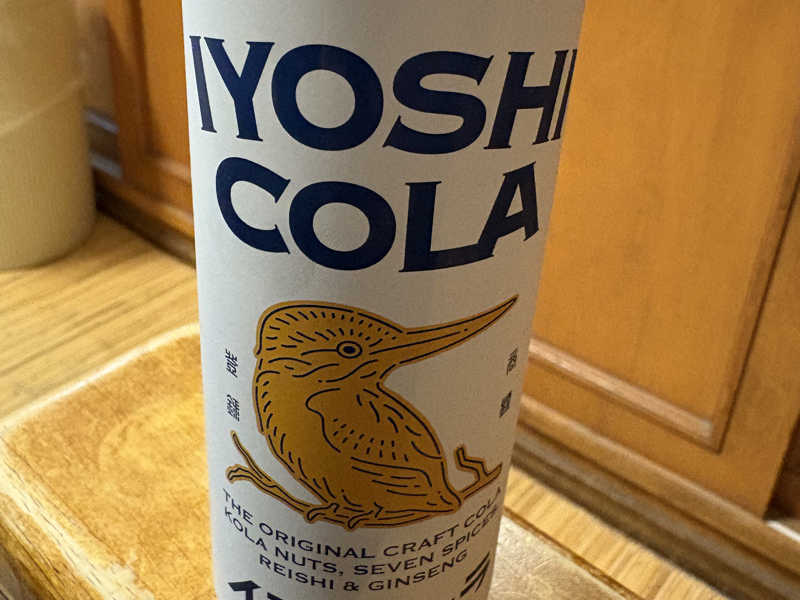 IYOSHI
COLA
THE ORIGINAL CRAFT COLA
KOLA NUTS, SEVEN SPICES,
REISHI & GINSENG